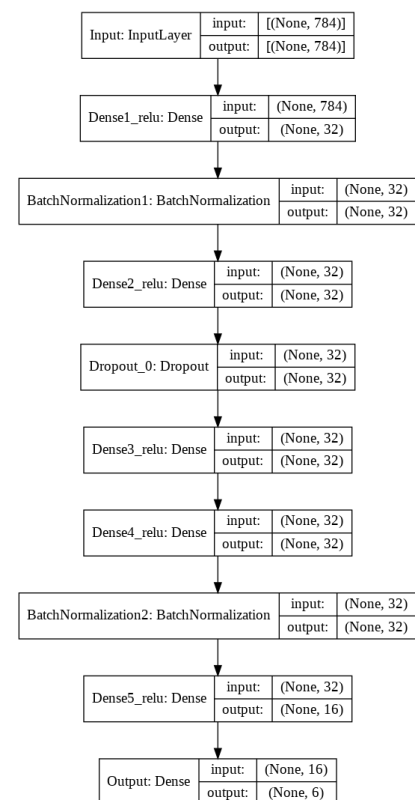 Input: InputLayer
input: [(None, 784)]
output: [(None, 784)]
Dense1_relu: Dense
input: (None, 784)
output: (None, 32)
BatchNormalization1: BatchNormalization
input: (None, 32)
output: (None, 32)
Dense2_relu: Dense
input: (None, 32)
output: (None, 32)
Dropout_0: Dropout
input: (None, 32)
output: (None, 32)
Dense3_relu: Dense
input: (None, 32)
output: (None, 32)
Dense4_relu: Dense
input: (None, 32)
output: (None, 32)
BatchNormalization2: BatchNormalization
input: (None, 32)
output: (None, 32)
Dense5_relu: Dense
input: (None, 32)
output: (None, 16)
Output: Dense
input: (None, 16)
output: (None, 6)